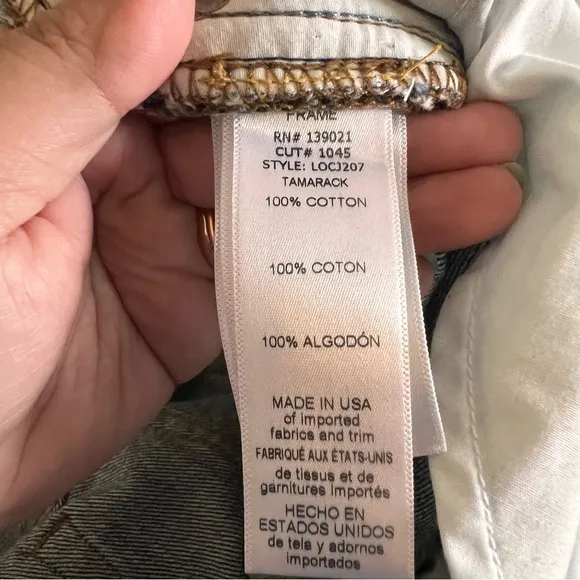 FRAME
RN# 139021
CUT# 1045
STYLE: LOCJ207
TAMARACK
100% COTTON
100% COTON
100% ALGODÓN
MADE IN USA
of imported
fabrics and trim
FABRIQUÉ AUX ÉTATS-UNIS
de tissus et de
garnitures importés
HECHO EN
ESTADOS UNIDOS
de tela y adornos
importados